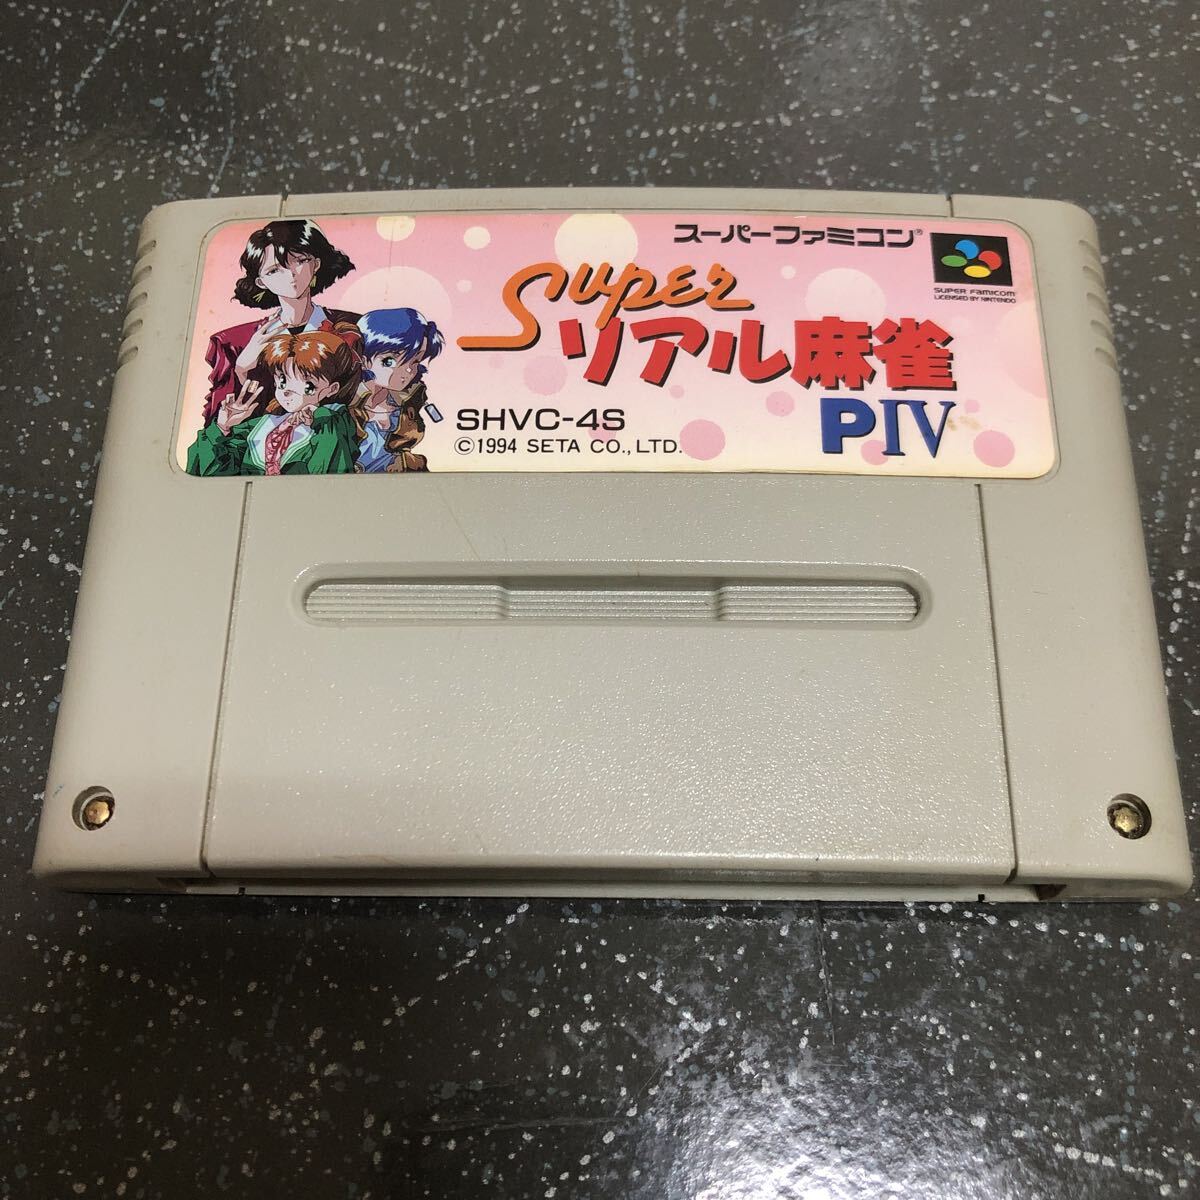 スーパーファミコン®
SUPER FAMICOM
LICENSED BY NINTENDO
Super
リアル麻雀
PIV
SHVC-4S
©1994 SETA CO., LTD.